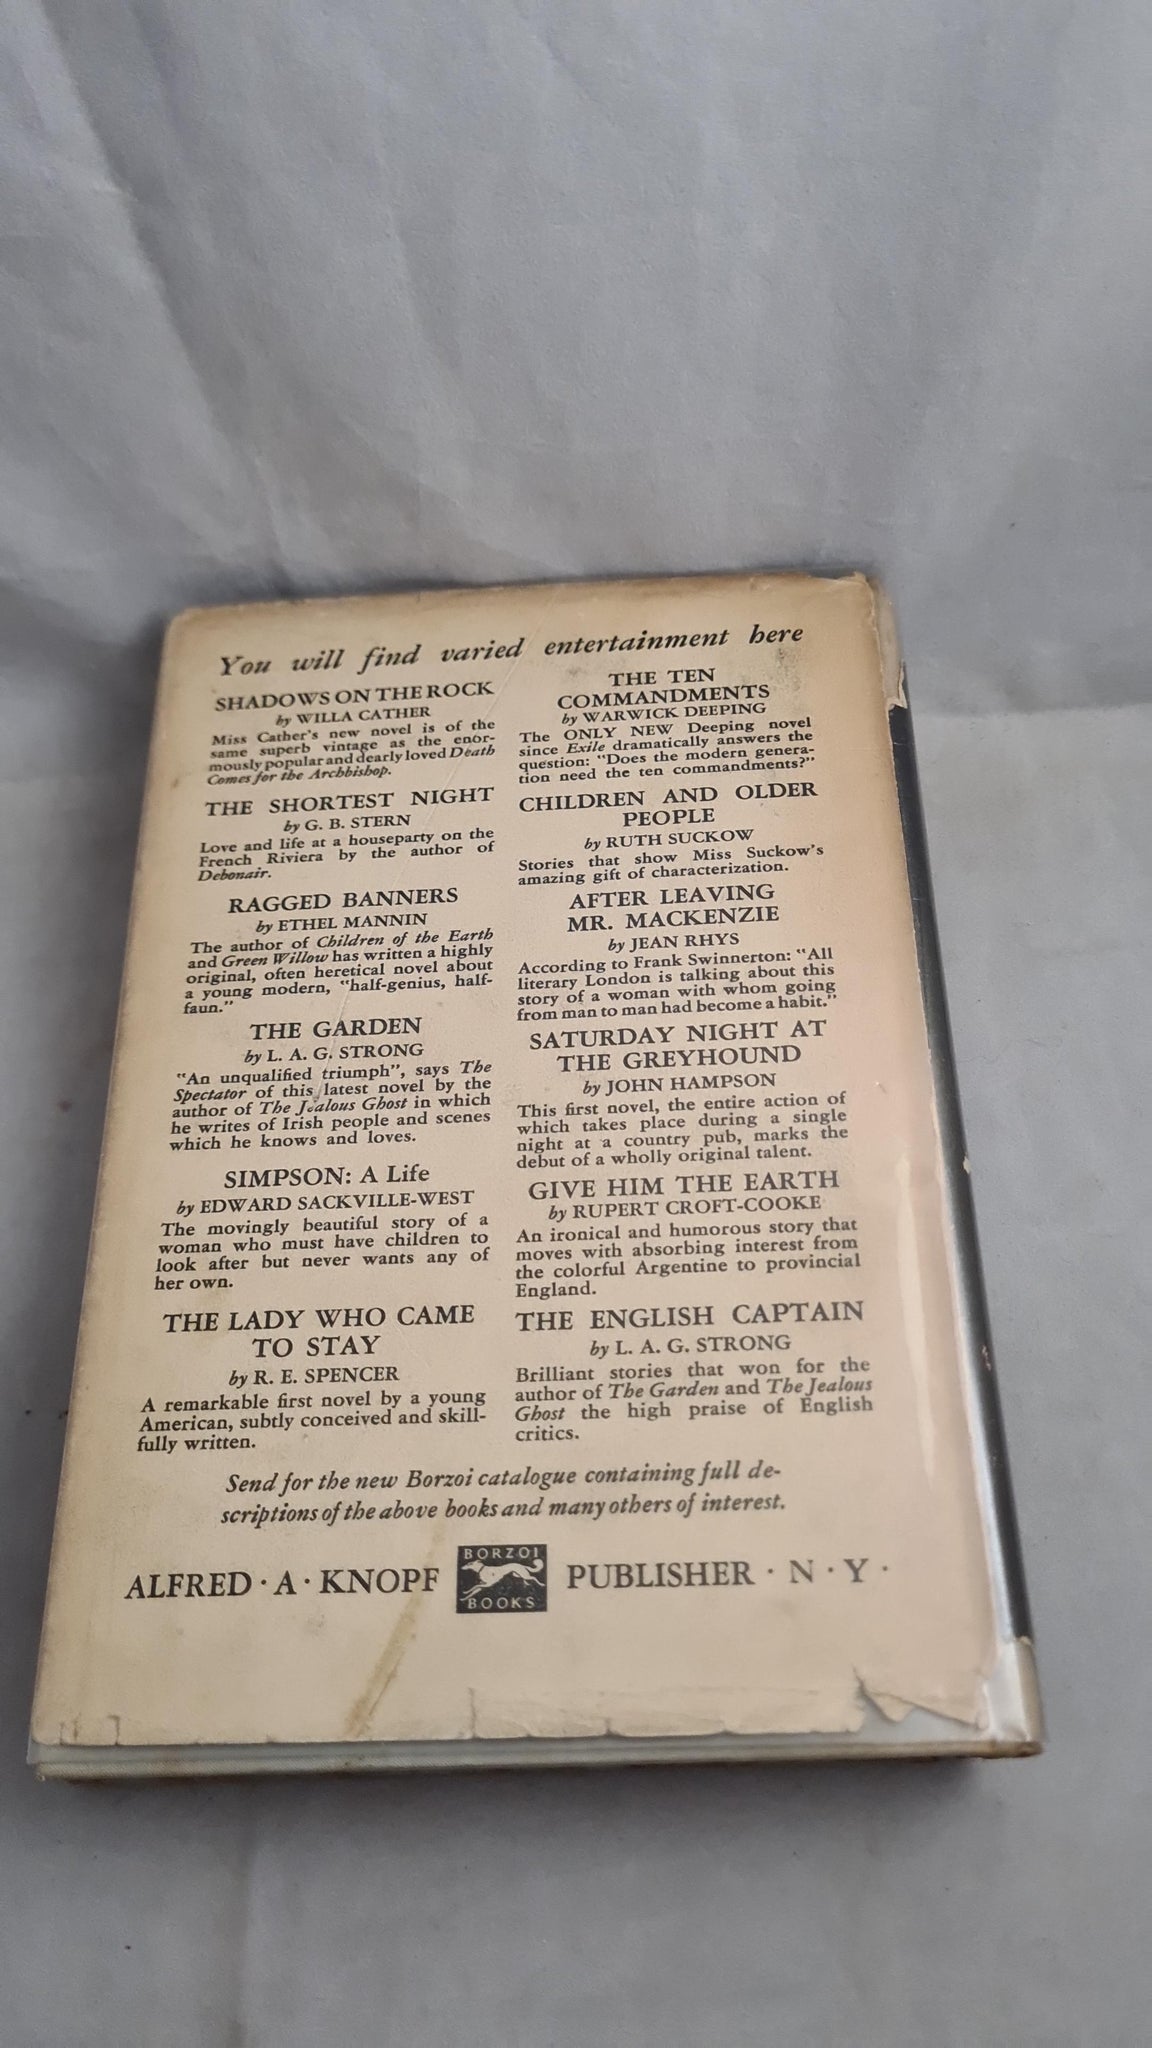 You will find varied entertainment here
SHADOWS ON THE ROCK
by WILLA CATHER
Miss Cather's new novel is of the
same superb vintage as the enor-
mously popular and dearly loved Death
Comes for the Archbishop.
THE SHORTEST NIGHT
by G. B. STERN
Love and life at a houseparty on the
French Riviera by the author of
Debonair.
RAGGED BANNERS
by ETHEL MANNIN
The author of Children of the Earth
and Green Willow has written a highly
original, often heretical novel about
a young modern, "half-genius, half-
faun."
THE GARDEN
by L. A. G. STRONG
"An unqualified triumph", says The
Spectator of this latest novel by the
author of The Jealous Ghost in which
he writes of Irish people and scenes
which he knows and loves.
SIMPSON: A Life
by EDWARD SACKVILLE-WEST
The movingly beautiful story of a
woman who must have children to
look after but never wants any of
her own.
THE LADY WHO CAME
TO STAY
by R. E. SPENCER
A remarkable first novel by a young
American, subtly conceived and skill-
fully written.
THE TEN
COMMANDMENTS
by WARWICK DEEPING
The ONLY NEW Deeping novel
since Exile dramatically answers the
question: "Does the modern genera-
tion need the ten commandments?"
CHILDREN AND OLDER
PEOPLE
by RUTH SUCKOW
Stories that show Miss Suckow's
amazing gift of characterization.
AFTER LEAVING
MR. MACKENZIE
by JEAN RHYS
According to Frank Swinnerton: "All
literary London is talking about this
story of a woman with whom going
from man to man had become a habit."
SATURDAY NIGHT AT
THE GREYHOUND
by JOHN HAMPSON
This first novel, the entire action of
which takes place during a single
night at a country pub, marks the
debut of a wholly original talent.
GIVE HIM THE EARTH
by RUPERT CROFT-COOKE
An ironical and humorous story that
moves with absorbing interest from
the colorful Argentine to provincial
England.
THE ENGLISH CAPTAIN
by L. A. G. STRONG
Brilliant stories that won for the
author of The Garden and The Jealous
Ghost the high praise of English
critics.
Send for the new Borzoi catalogue containing full de-
scriptions of the above books and many others of interest.
ALFRED · A · KNOPF BORZOI BOOKS PUBLISHER · N · Y ·